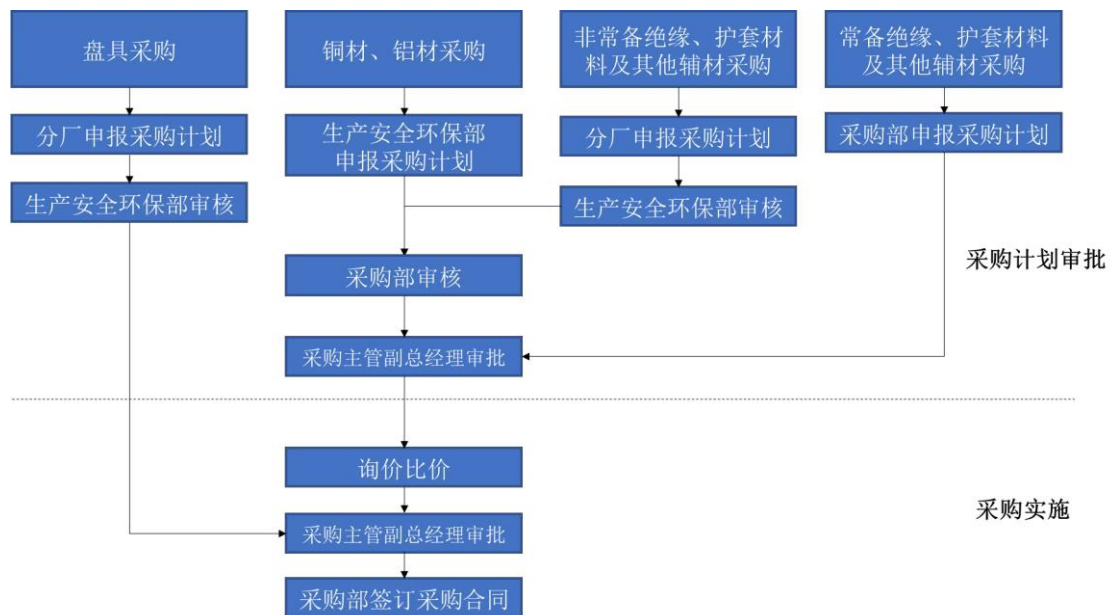 盘具采购
铜材、铝材采购
非常备绝缘、护套材
料及其他辅材采购
常备绝缘、护套材料
及其他辅材采购
分厂申报采购计划
生产安全环保部
申报采购计划
分厂申报采购计划
采购部申报采购计划
生产安全环保部审核
生产安全环保部审核
采购计划审批
采购部审核
采购主管副总经理审批
询价比价
采购实施
采购主管副总经理审批
采购部签订采购合同